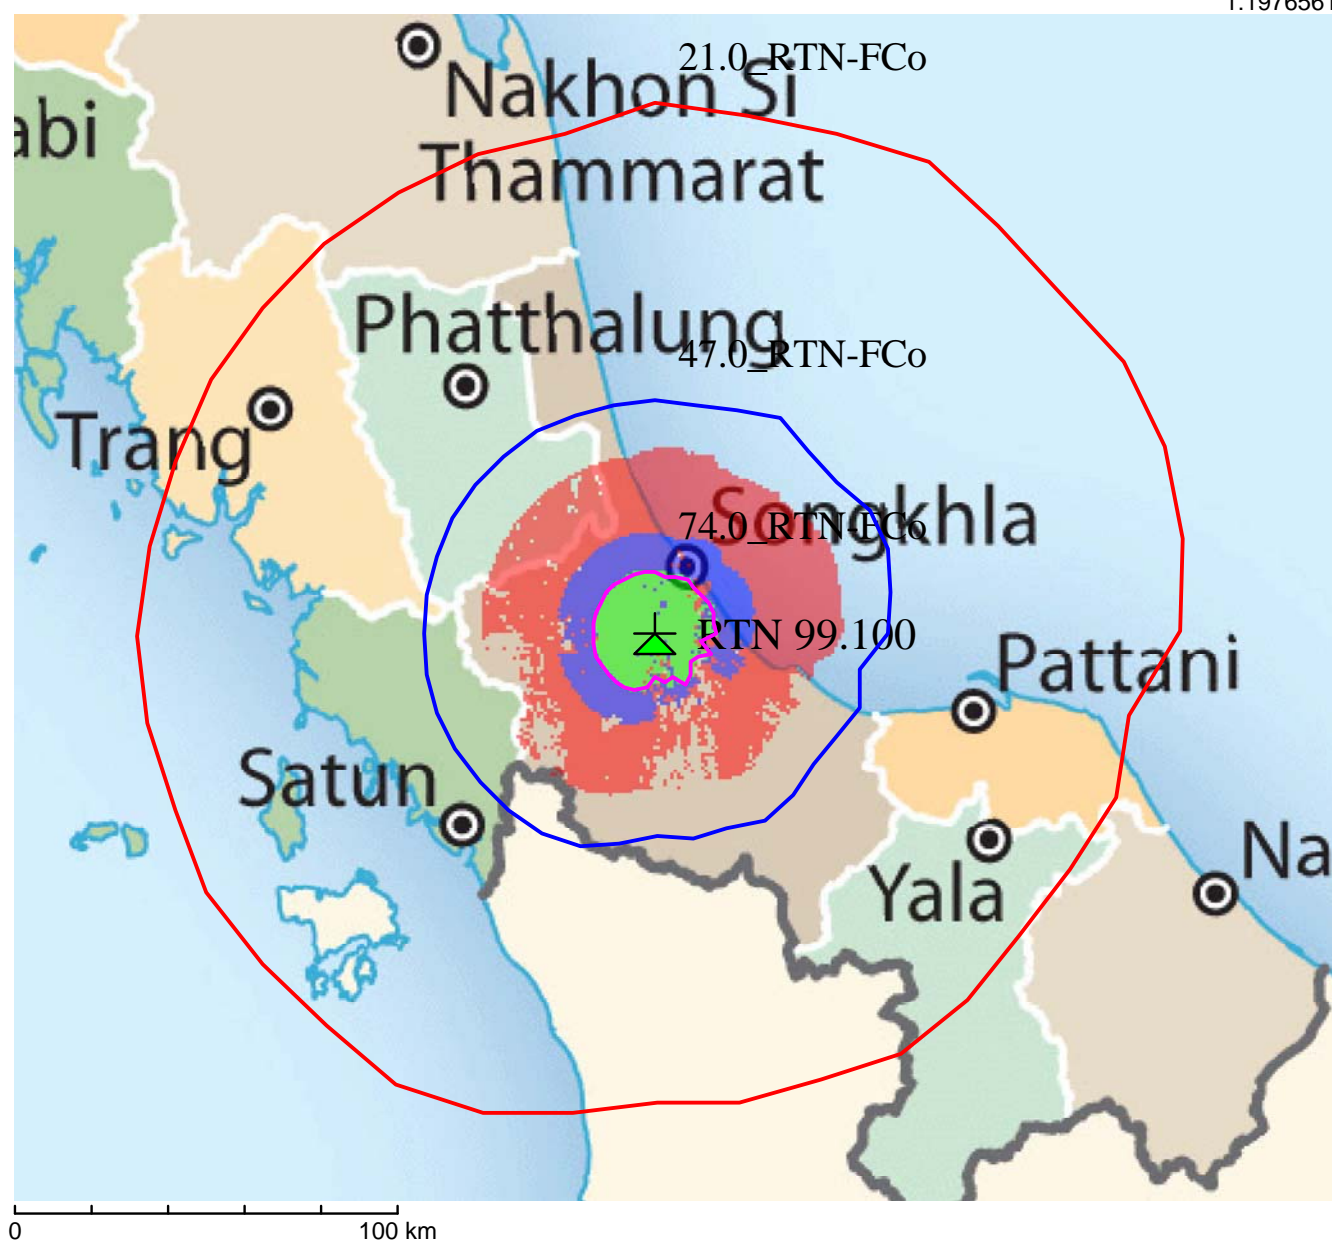 1.1976561
21.0_RTN-FCo
Nakhon Si
Thammarat
abi
Phatthalung
47.0_RTN-FCo
Trang
Songkhla
74.0_RTN-FCo
RTN 99.100
Pattani
Satun
Yala
Na
0
100 km